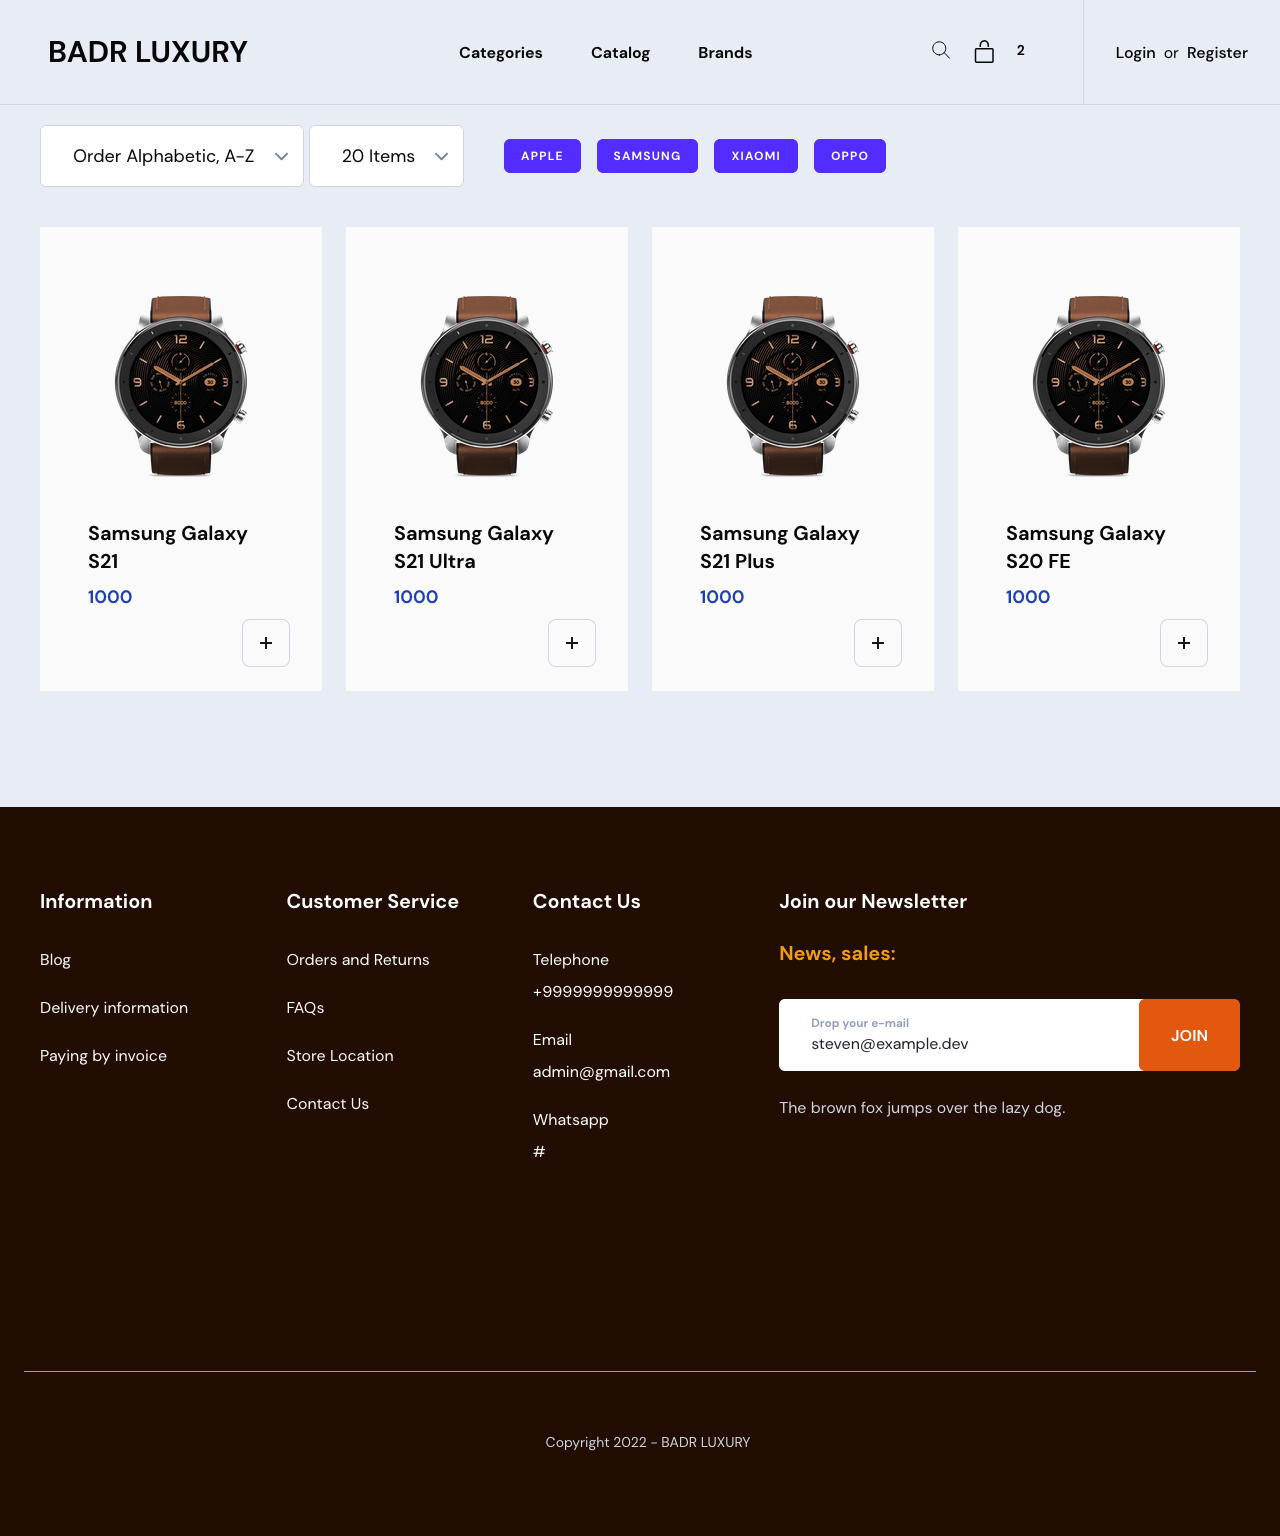 BADR LUXURY
Categories
Catalog
Brands
2
Login or Register
Order Alphabetic, A-Z
20 Items
APPLE
SAMSUNG
XIAOMI
OPPO
Samsung Galaxy
S21
1000
+
Samsung Galaxy
S21 Ultra
1000
+
Samsung Galaxy
S21 Plus
1000
+
Samsung Galaxy
S20 FE
1000
+
Information
Blog
Delivery information
Paying by invoice
Customer Service
Orders and Returns
FAQs
Store Location
Contact Us
Contact Us
Telephone
+9999999999999
Email
admin@gmail.com
Whatsapp
#
Join our Newsletter
News, sales:
Drop your e-mail
steven@example.dev
JOIN
The brown fox jumps over the lazy dog.
Copyright 2022 - BADR LUXURY